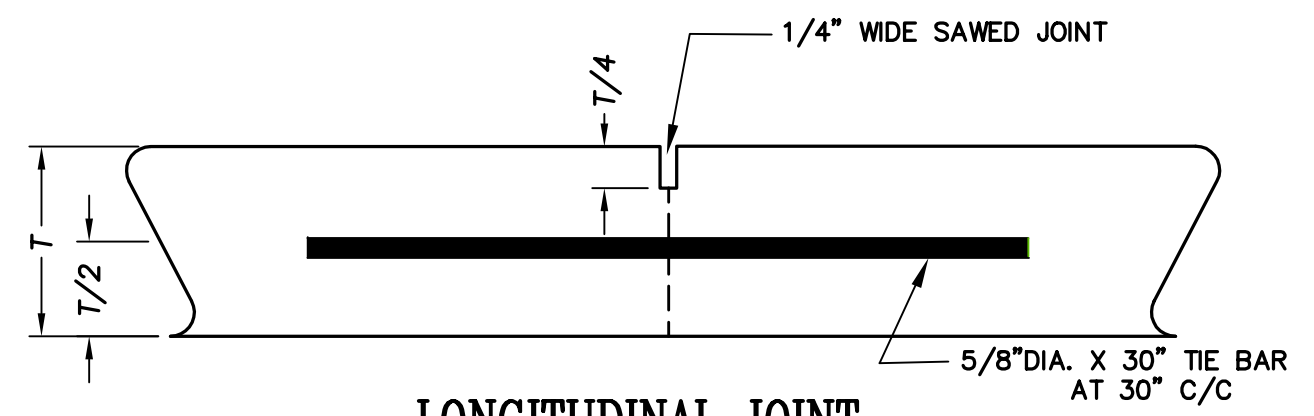 1/4" WIDE SAWED JOINT
T/4
T
T/2
5/8"DIA. X 30" TIE BAR
AT 30" C/C
LONGITUDINAL JOINT